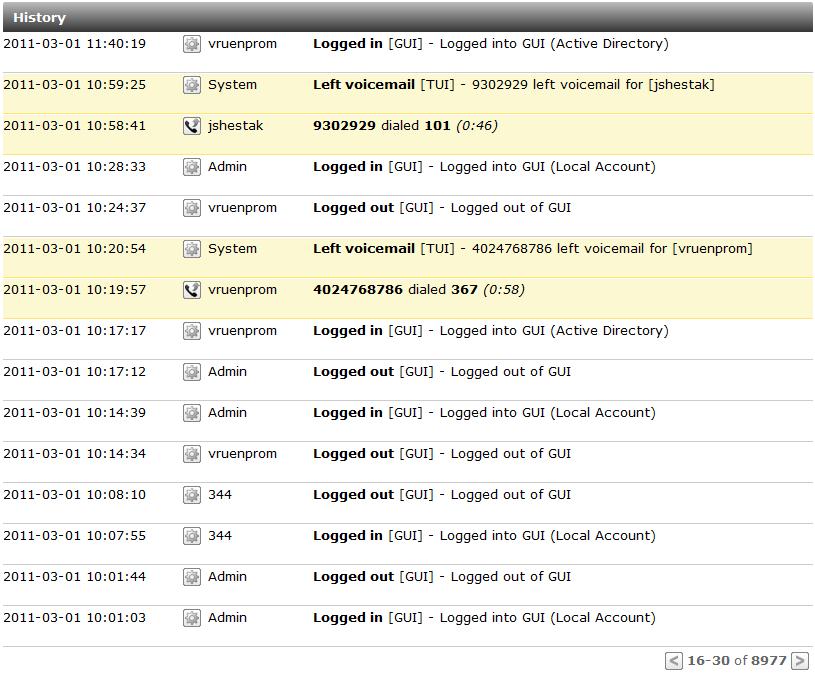 History
2011-03-01 11:40:19 vruenprom Logged in [GUI] - Logged into GUI (Active Directory)
2011-03-01 10:59:25 System Left voicemail [TUI] - 9302929 left voicemail for [jshestak]
2011-03-01 10:58:41 jshestak 9302929 dialed 101 (0:46)
2011-03-01 10:28:33 Admin Logged in [GUI] - Logged into GUI (Local Account)
2011-03-01 10:24:37 vruenprom Logged out [GUI] - Logged out of GUI
2011-03-01 10:20:54 System Left voicemail [TUI] - 4024768786 left voicemail for [vruenprom]
2011-03-01 10:19:57 vruenprom 4024768786 dialed 367 (0:58)
2011-03-01 10:17:17 vruenprom Logged in [GUI] - Logged into GUI (Active Directory)
2011-03-01 10:17:12 Admin Logged out [GUI] - Logged out of GUI
2011-03-01 10:14:39 Admin Logged in [GUI] - Logged into GUI (Local Account)
2011-03-01 10:14:34 vruenprom Logged out [GUI] - Logged out of GUI
2011-03-01 10:08:10 344 Logged out [GUI] - Logged out of GUI
2011-03-01 10:07:55 344 Logged in [GUI] - Logged into GUI (Local Account)
2011-03-01 10:01:44 Admin Logged out [GUI] - Logged out of GUI
2011-03-01 10:01:03 Admin Logged in [GUI] - Logged into GUI (Local Account)
< 16-30 of 8977 >